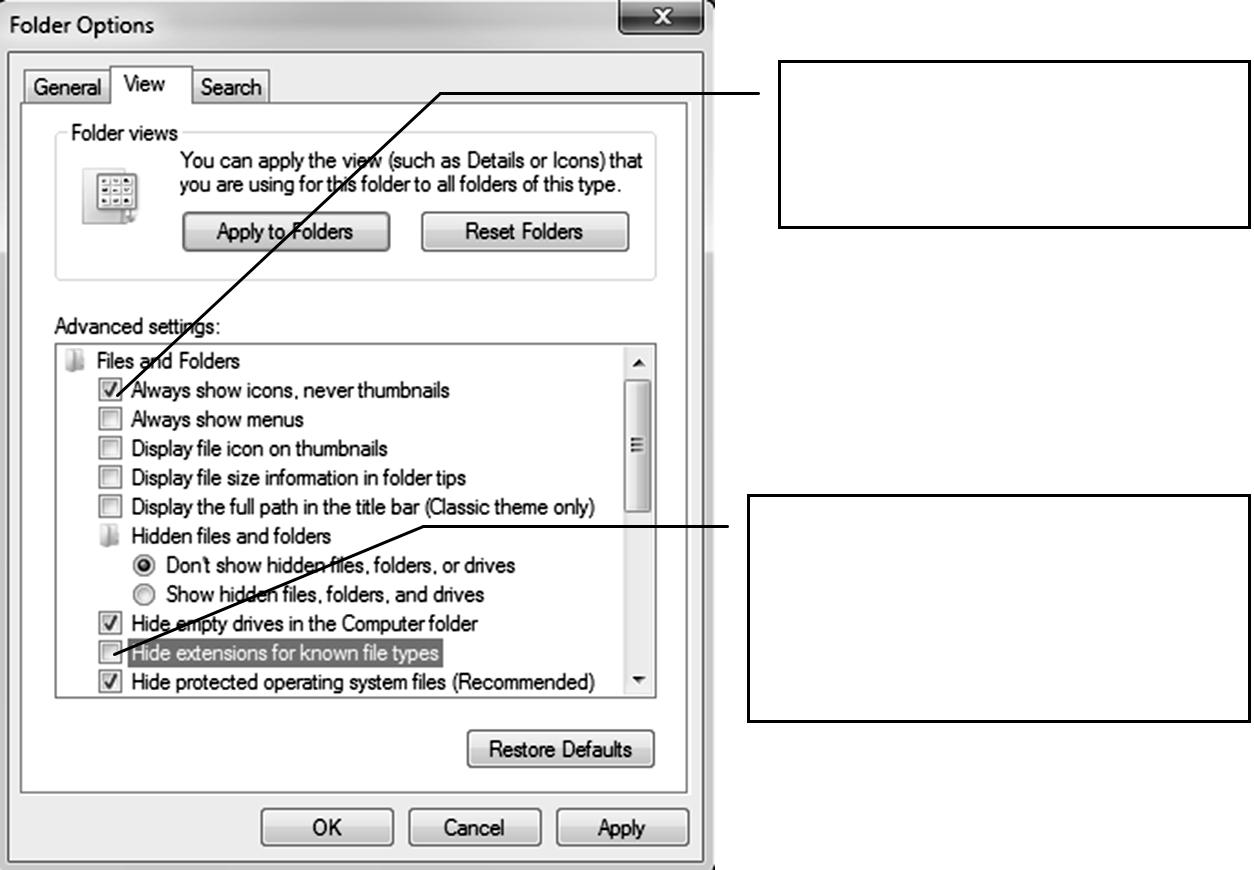 Folder Options
General
View
Search
Folder views
You can apply the view (such as Details or Icons) that
you are using for this folder to all folders of this type.
Apply to Folders
Reset Folders
Advanced settings:
Files and Folders
Always show icons, never thumbnails
Always show menus
Display file icon on thumbnails
Display file size information in folder tips
Display the full path in the title bar (Classic theme only)
Hidden files and folders
Don't show hidden files, folders, or drives
Show hidden files, folders, and drives
Hide empty drives in the Computer folder
Hide extensions for known file types
Hide protected operating system files (Recommended)
Restore Defaults
OK
Cancel
Apply